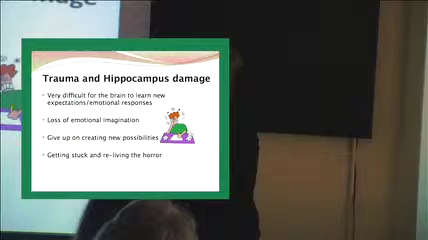 Trauma and Hippocampus damage
Very difficult for the brain to learn new
expectations/emotional responses
Loss of emotional imagination
Give up on creating new possibilities
Getting stuck and re-living the horror